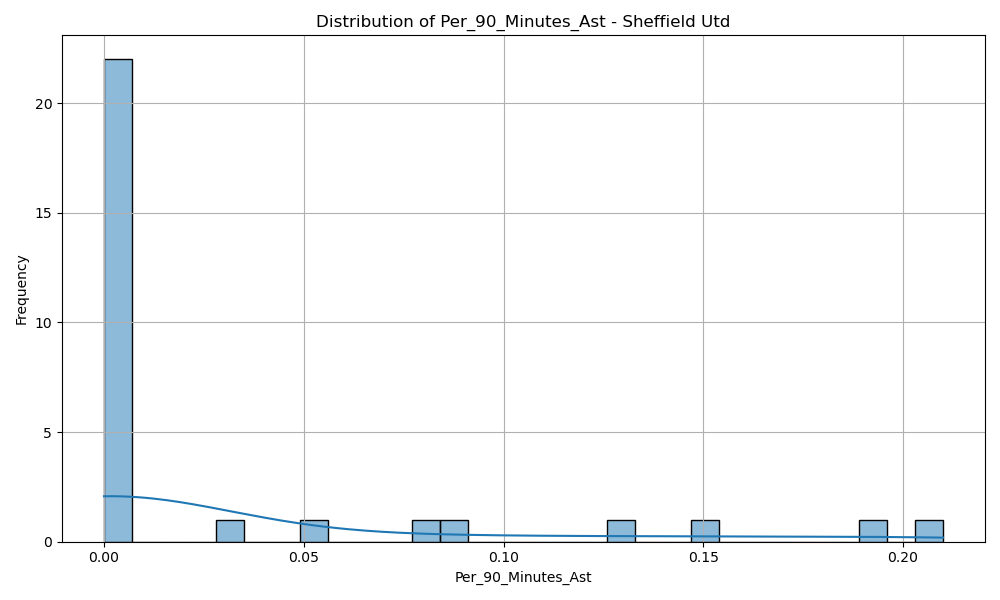 Distribution of Per_90_Minutes_Ast - Sheffield Utd
Frequency
20
15
10
5
0
0.00 0.05 0.10 0.15 0.20
Per_90_Minutes_Ast